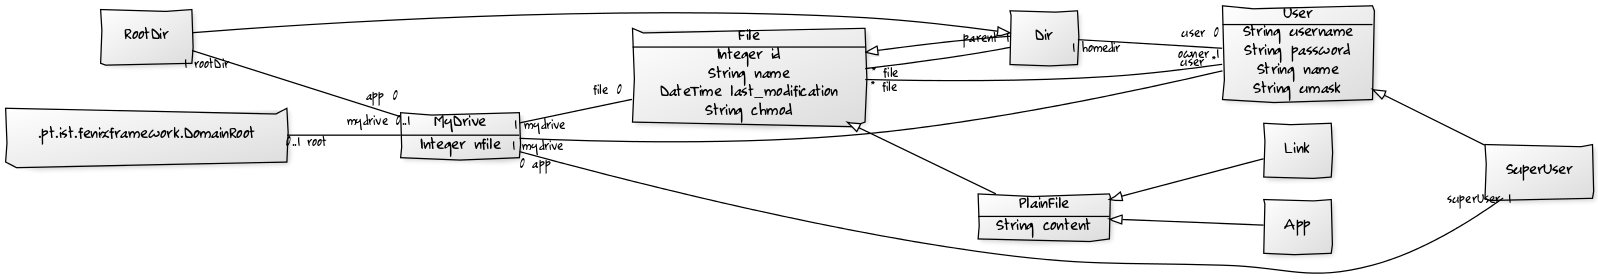 RootDir
1 rootDir
File
Integer id
String name
DateTime last_modification
String chmod
parent 1
Dir
1 homedir
user 0
User
String username
String password
String name
String umask
owner 1
user
* file
* file
file 0
app 0
mydrive 0..1
.pt.ist.fenixframework.DomainRoot
0..1 root
MyDrive
Integer nfile
1 mydrive
1 mydrive
0 app
Link
SuperUser
superUser 1
PlainFile
String content
App